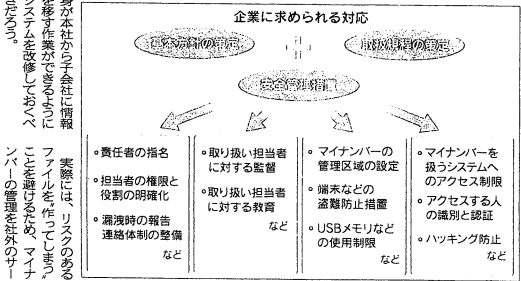 企業に求められる対応
基本方針の策定
取扱規程の策定
安全管理措置
・責任者の指名
・担当者の権限と
役割の明確化
・漏洩時の報告
連絡体制の整備
など
・取り扱い担当者
に対する監督
・取り扱い担当者
に対する教育
など
・マイナンバーの
管理区域の設定
・端末などの
盗難防止措置
・USBメモリなど
の使用制限
など
・マイナンバーを
扱うシステムへ
のアクセス制限
・アクセスする人
の識別と認証
・ハッキング防止
など
身が本社から子会社に情報
を移す作業ができるように
システムを改修しておくべ
きだろう。
実際には、リスクのある
ファイルを〝作ってしまう〟
ことを避けるため、マイナ
ンバーの管理を社外のサー